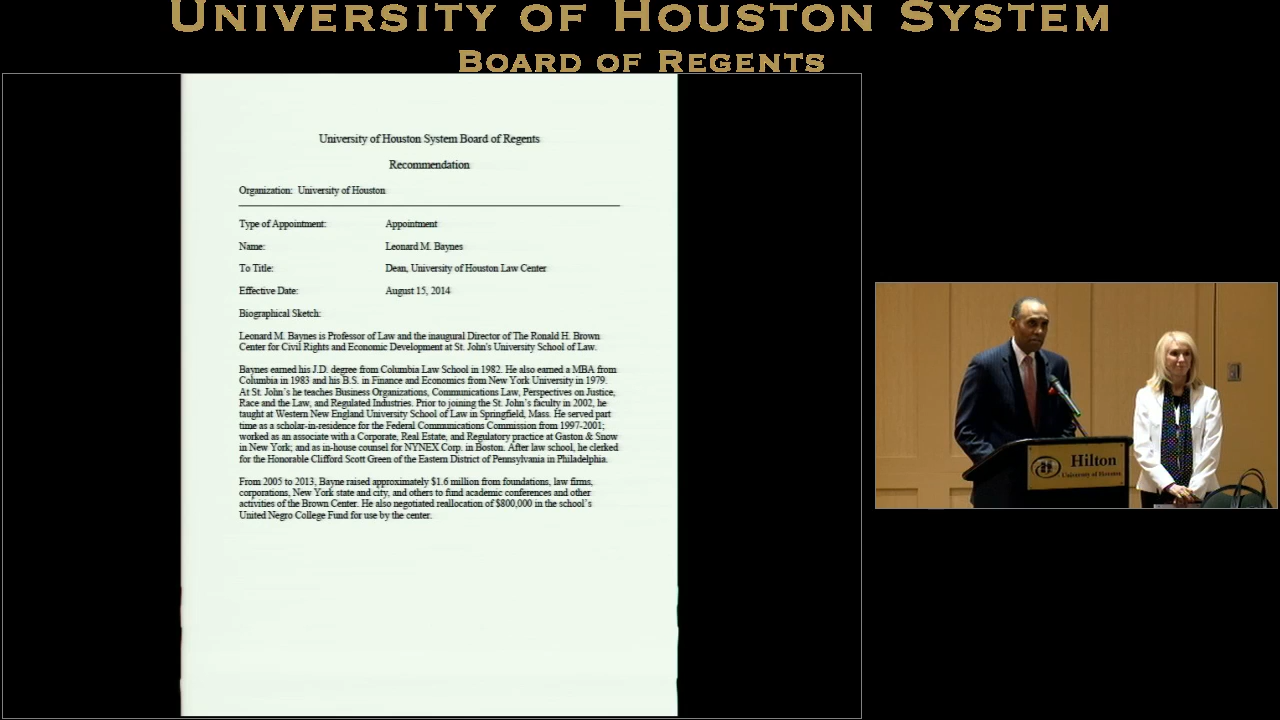 UNIVERSITY OF HOUSTON SYSTEM
BOARD OF REGENTS
University of Houston System Board of Regents
Recommendation
Organization: University of Houston
Type of Appointment: Appointment
Name: Leonard M. Baynes
To Title: Dean, University of Houston Law Center
Effective Date: August 15, 2014
Biographical Sketch:
Leonard M. Baynes is Professor of Law and the inaugural Director of The Ronald H. Brown
Center for Civil Rights and Economic Development at St. John's University School of Law.
Baynes earned his J.D. degree from Columbia Law School in 1982. He also earned a MBA from
Columbia in 1983 and his B.S. in Finance and Economics from New York University in 1979.
At St. John's he teaches Business Organizations, Communications Law, Perspectives on Justice,
Race and the Law, and Regulated Industries. Prior to joining the St. John's faculty in 2002, he
taught at Western New England University School of Law in Springfield, Mass. He served part
time as a scholar-in-residence for the Federal Communications Commission from 1997-2001;
worked as an associate with a Corporate, Real Estate, and Regulatory practice at Gaston & Snow
in New York; and as in-house counsel for NYNEX Corp. in Boston. After law school, he clerked
for the Honorable Clifford Scott Green of the Eastern District of Pennsylvania in Philadelphia.
From 2005 to 2013, Bayne raised approximately $1.6 million from foundations, law firms,
corporations, New York state and city, and others to find academic conferences and other
activities of the Brown Center. He also negotiated reallocation of $800,000 in the school's
United Negro College Fund for use by the center.
Hilton
University of Houston